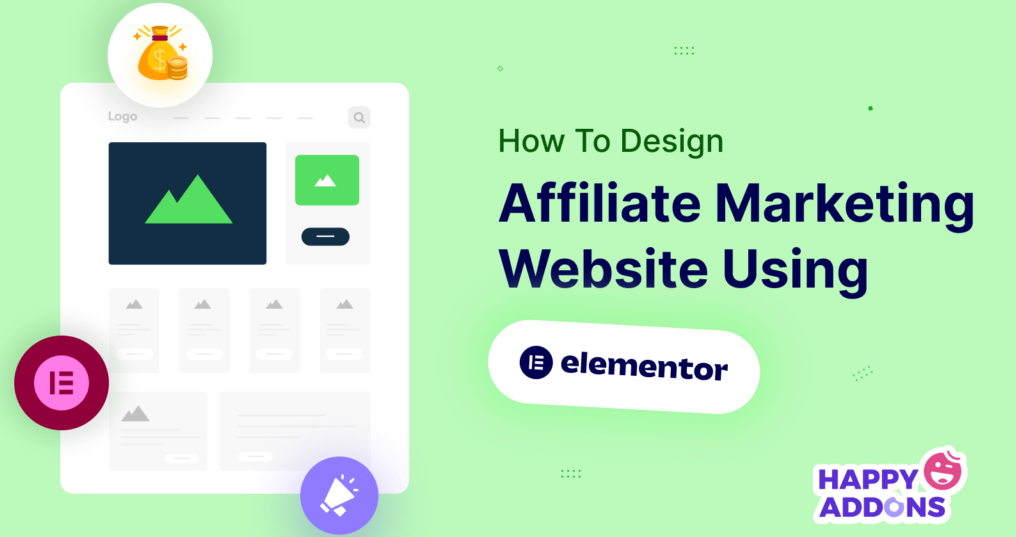 Logo
How To Design
Affiliate Marketing
Website Using
elementor
HAPPY
ADDONS